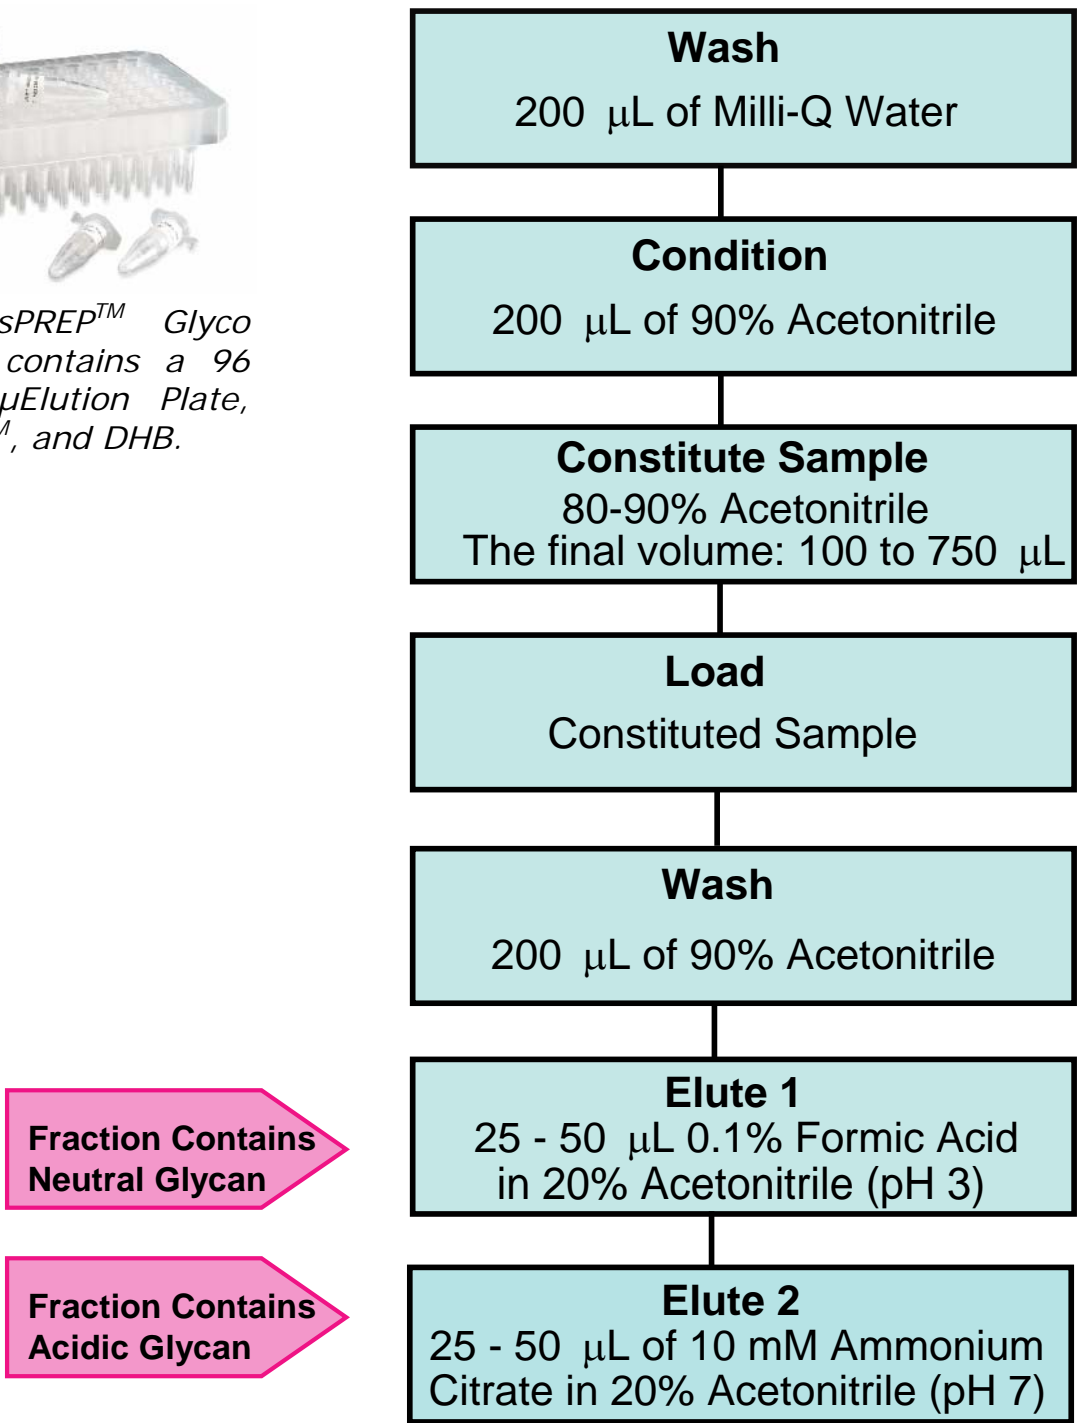 Wash
200 μL of Milli-Q Water
Condition
200 μL of 90% Acetonitrile
sPREP™ Glyco
contains a 96
μElution Plate,
, and DHB.
Constitute Sample
80-90% Acetonitrile
The final volume: 100 to 750 μL
Load
Constituted Sample
Wash
200 μL of 90% Acetonitrile
Fraction Contains
Neutral Glycan
Elute 1
25 - 50 μL 0.1% Formic Acid
in 20% Acetonitrile (pH 3)
Fraction Contains
Acidic Glycan
Elute 2
25 - 50 μL of 10 mM Ammonium
Citrate in 20% Acetonitrile (pH 7)